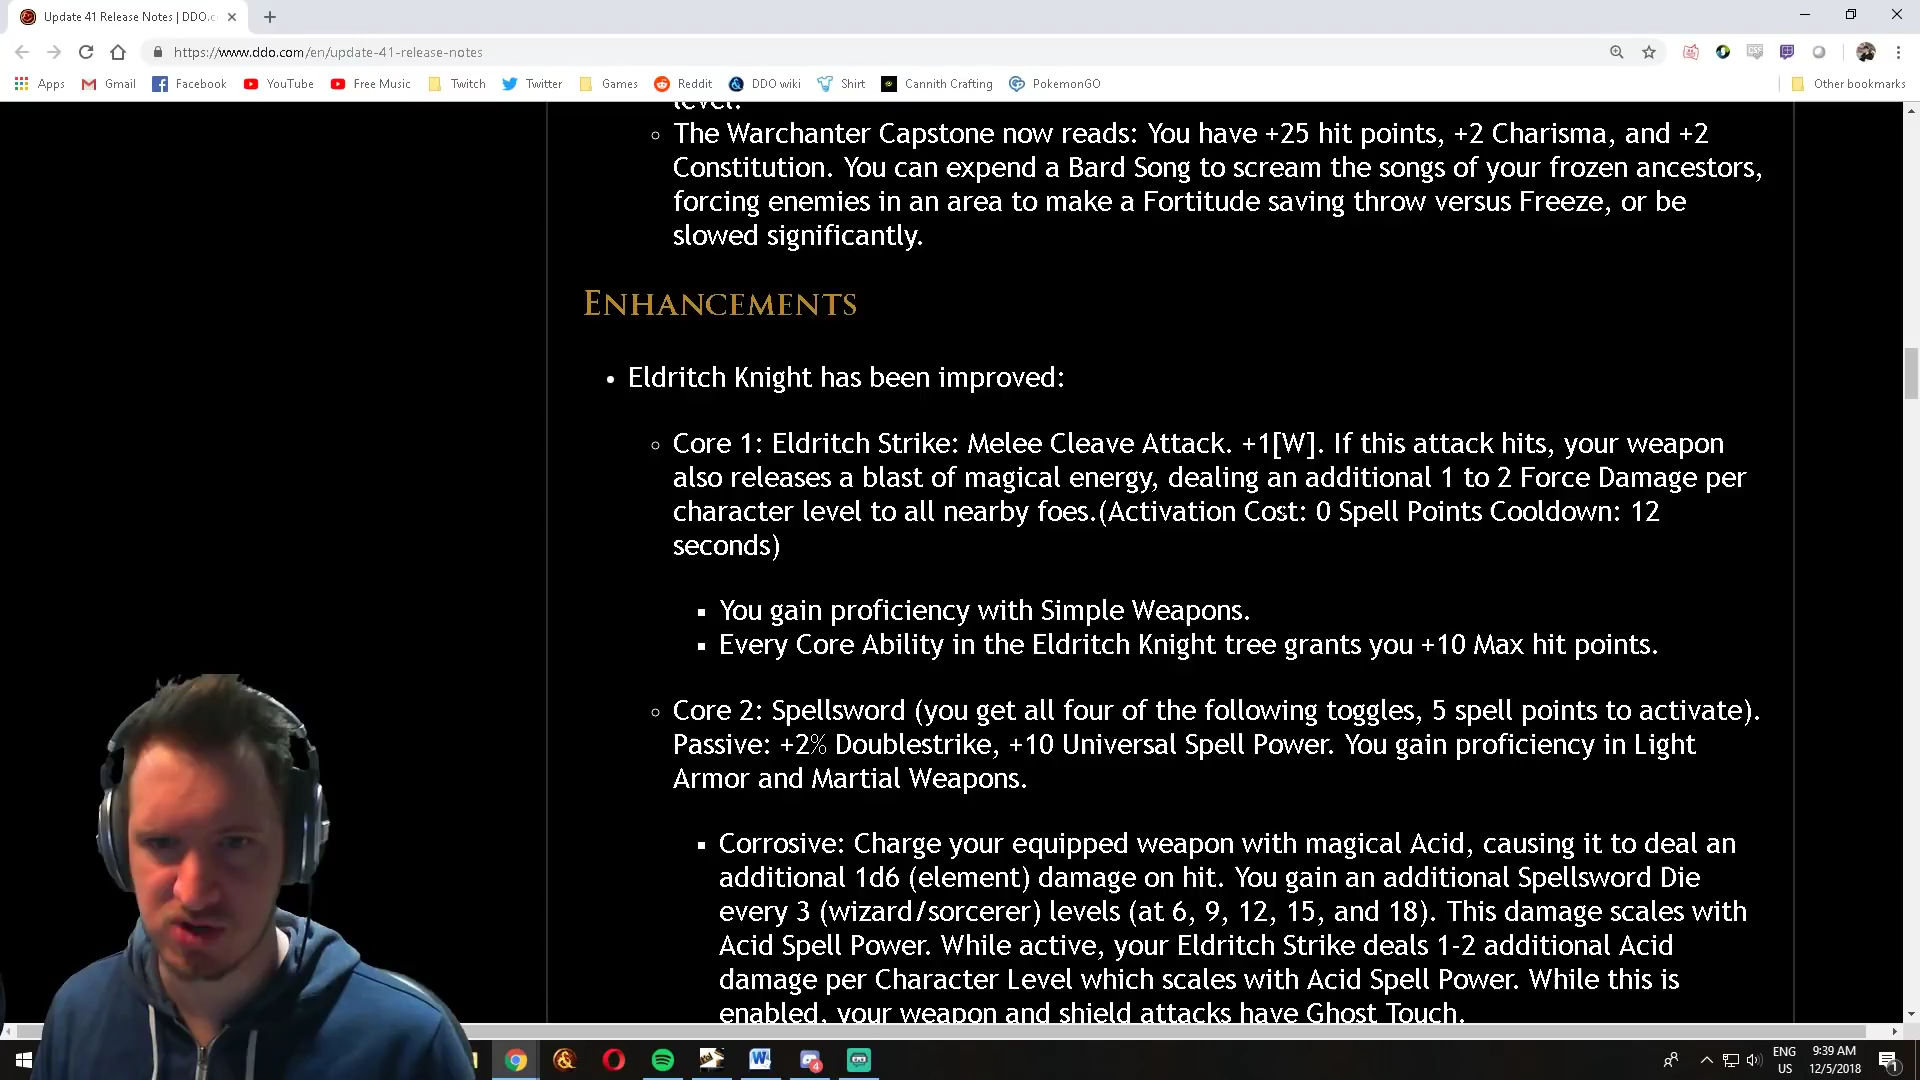 Update 41 Release Notes | DDO.c
https://www.ddo.com/en/update-41-release-notes
Apps Gmail Facebook YouTube Free Music Twitch Twitter Games Reddit DDO wiki Shirt Cannith Crafting PokemonGO Other bookmarks
level.
The Warchanter Capstone now reads: You have +25 hit points, +2 Charisma, and +2
Constitution. You can expend a Bard Song to scream the songs of your frozen ancestors,
forcing enemies in an area to make a Fortitude saving throw versus Freeze, or be
slowed significantly.
ENHANCEMENTS
Eldritch Knight has been improved:
Core 1: Eldritch Strike: Melee Cleave Attack. +1[W]. If this attack hits, your weapon
also releases a blast of magical energy, dealing an additional 1 to 2 Force Damage per
character level to all nearby foes.(Activation Cost: 0 Spell Points Cooldown: 12
seconds)
You gain proficiency with Simple Weapons.
Every Core Ability in the Eldritch Knight tree grants you +10 Max hit points.
Core 2: Spellsword (you get all four of the following toggles, 5 spell points to activate).
Passive: +2% Doublestrike, +10 Universal Spell Power. You gain proficiency in Light
Armor and Martial Weapons.
Corrosive: Charge your equipped weapon with magical Acid, causing it to deal an
additional 1d6 (element) damage on hit. You gain an additional Spellsword Die
every 3 (wizard/sorcerer) levels (at 6, 9, 12, 15, and 18). This damage scales with
Acid Spell Power. While active, your Eldritch Strike deals 1-2 additional Acid
damage per Character Level which scales with Acid Spell Power. While this is
enabled, your weapon and shield attacks have Ghost Touch.
4
ENG
US
9:39 AM
12/5/2018
1